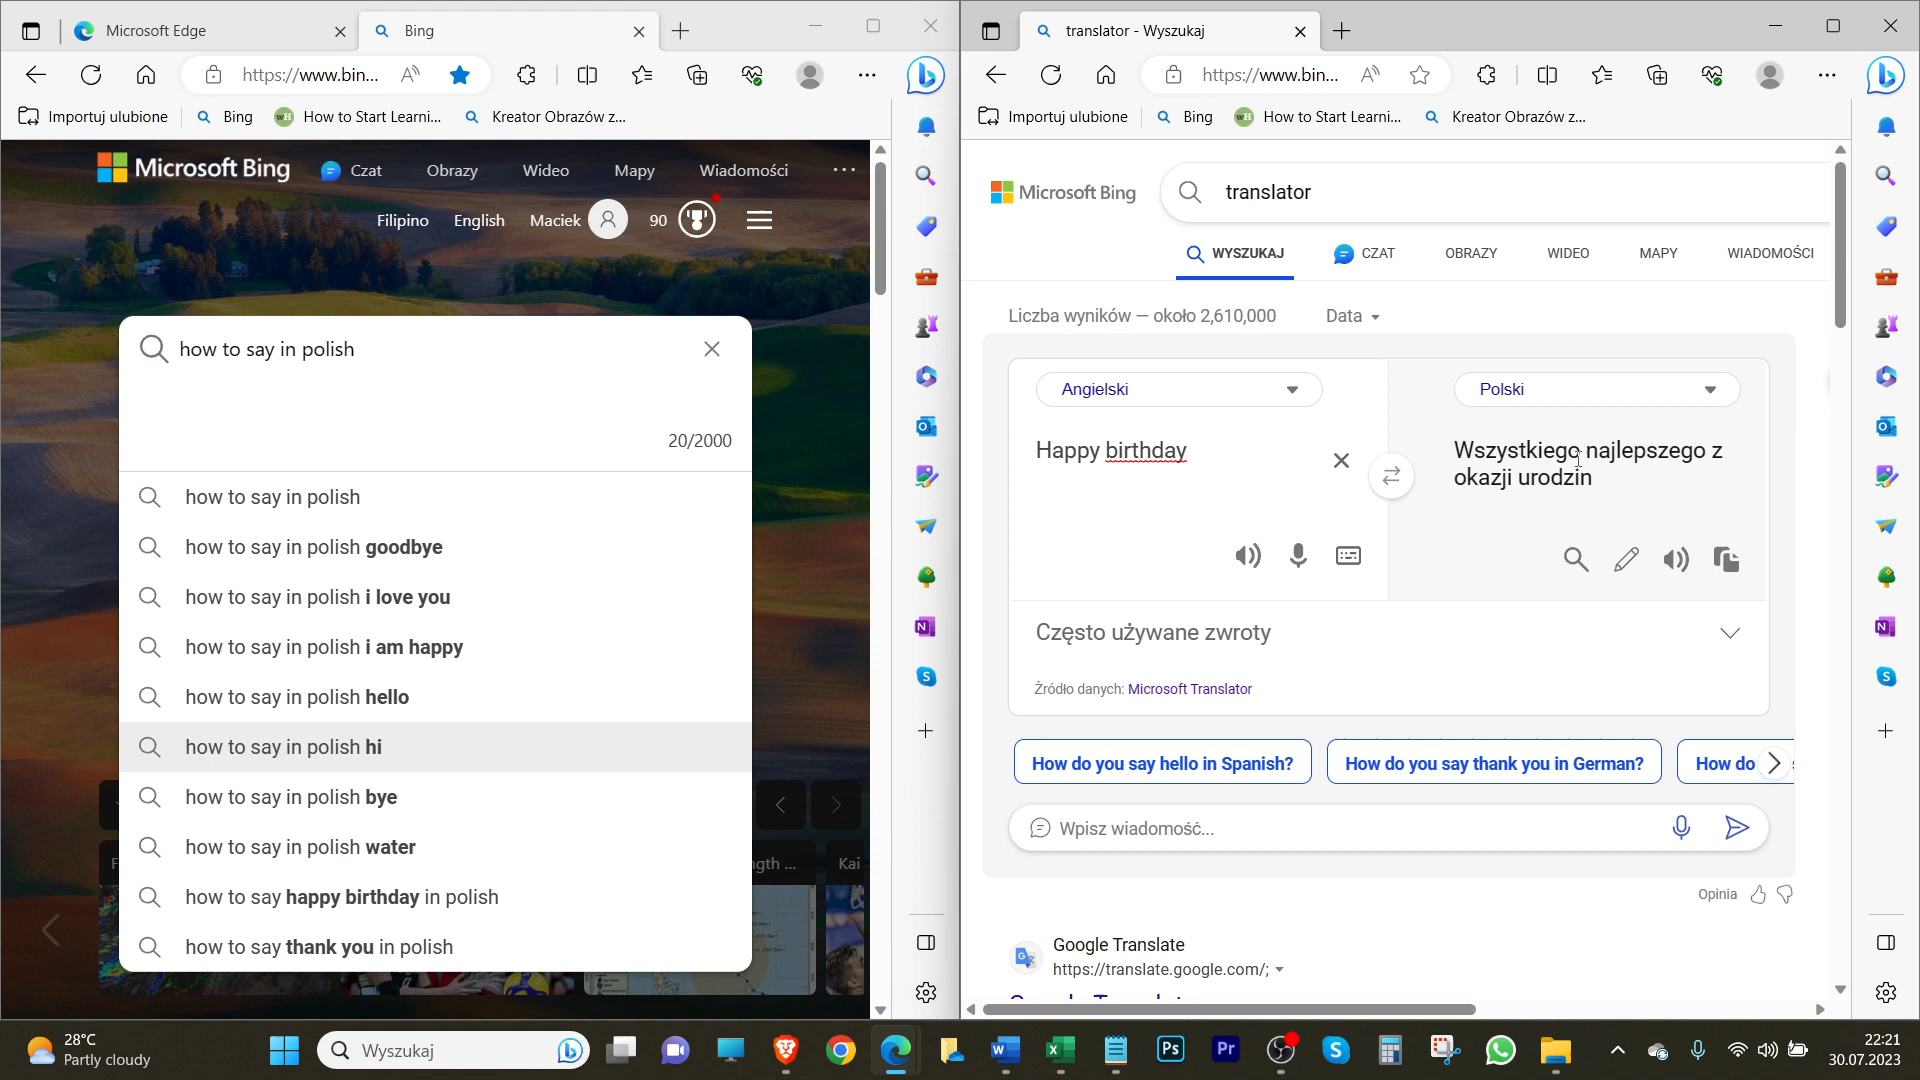 Microsoft Edge
Bing
https://www.bin...
Importuj ulubione
Bing
How to Start Learni...
Kreator Obrazów z...
Microsoft Bing
Czat
Obrazy
Wideo
Mapy
Wiadomości
Filipino
English
Maciek
90
how to say in polish
20/2000
how to say in polish
how to say in polish goodbye
how to say in polish i love you
how to say in polish i am happy
how to say in polish hello
how to say in polish hi
how to say in polish bye
how to say in polish water
how to say happy birthday in polish
how to say thank you in polish
Kai
translator - Wyszukaj
https://www.bin...
Importuj ulubione
Bing
How to Start Learni...
Kreator Obrazów z...
Microsoft Bing
translator
WYSZUKAJ
CZAT
OBRAZY
WIDEO
MAPY
WIADOMOŚCI
Liczba wyników — około 2,610,000
Data
Angielski
Polski
Happy birthday
Wszystkiego najlepszego z
okazji urodzin
Często używane zwroty
Źródło danych: Microsoft Translator
How do you say hello in Spanish?
How do you say thank you in German?
How do
Wpisz wiadomość...
Opinia
Google Translate
https://translate.google.com/;
28°C
Partly cloudy
Wyszukaj
22:21
30.07.2023